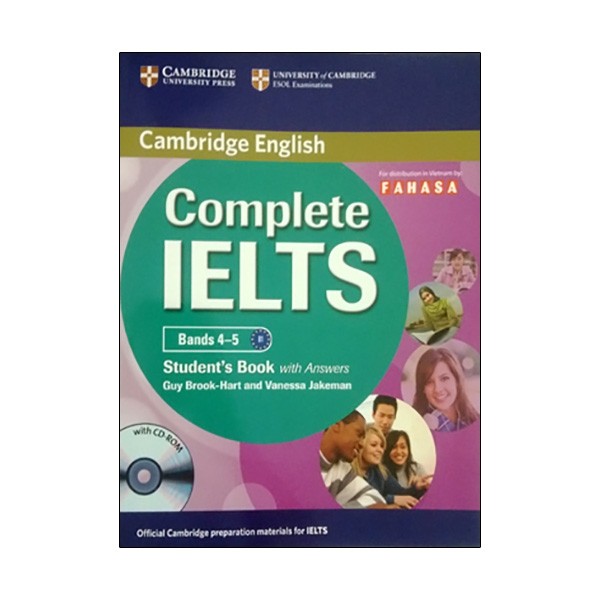 CAMBRIDGE
UNIVERSITY PRESS
UNIVERSITY of CAMBRIDGE
ESOL Examinations
Cambridge English
For distribution in Vietnam by:
FAHASA
Complete
IELTS
Bands 4–5
B1
Student's Book with Answers
Guy Brook-Hart and Vanessa Jakeman
with CD-ROM
Official Cambridge preparation materials for IELTS